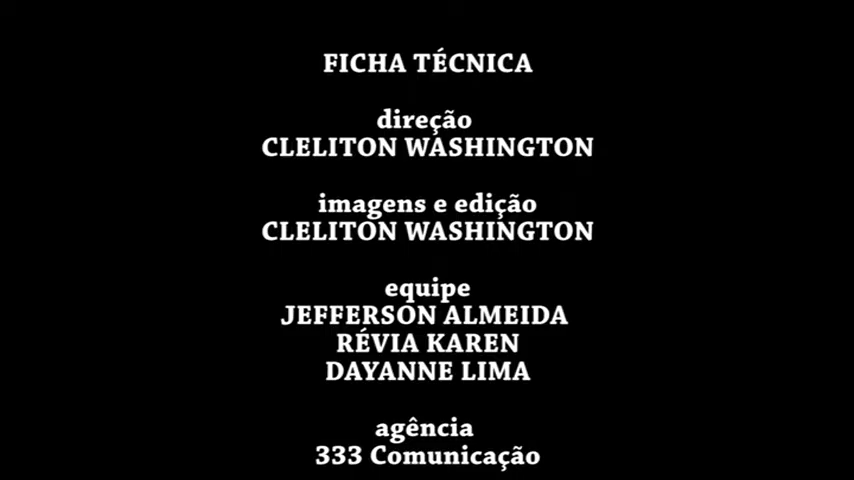 FICHA TÉCNICA
direção
CLELITON WASHINGTON
imagens e edição
CLELITON WASHINGTON
equipe
JEFFERSON ALMEIDA
RÉVIA KAREN
DAYANNE LIMA
agência
333 Comunicação